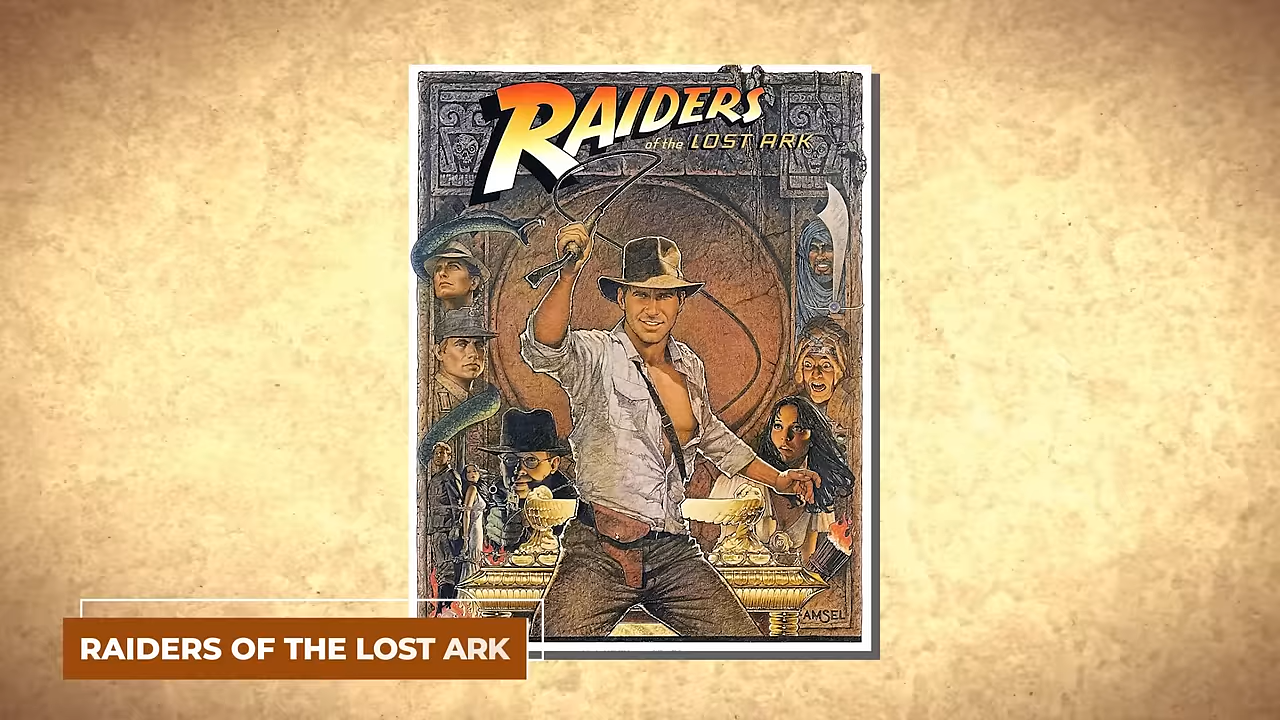 RAIDERS
of the LOST ARK
AMSEL
RAIDERS OF THE LOST ARK